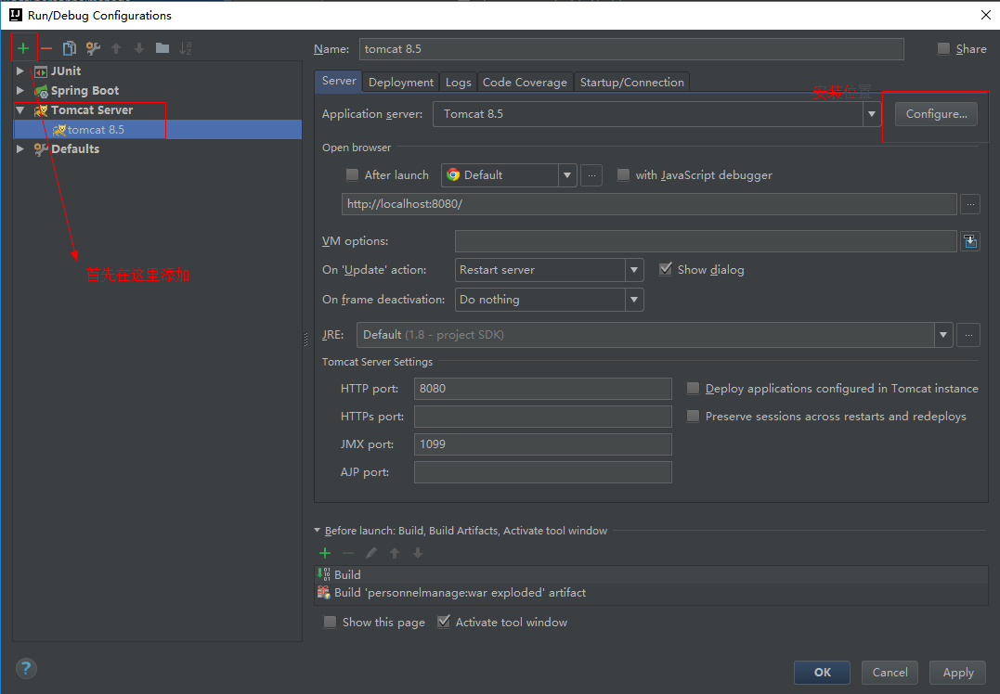 Run/Debug Configurations
Name: tomcat 8.5 Share
JUnit
Spring Boot
Tomcat Server
tomcat 8.5
Defaults
首先在这里添加
Server Deployment Logs Code Coverage Startup/Connection
安装位置
Application server: Tomcat 8.5 Configure...
Open browser
After launch Default ... with JavaScript debugger
http://localhost:8080/ ...
VM options:
On 'Update' action: Restart server Show dialog
On frame deactivation: Do nothing
JRE: Default (1.8 - project SDK) ...
Tomcat Server Settings
HTTP port: 8080 Deploy applications configured in Tomcat instance
HTTPs port: Preserve sessions across restarts and redeploys
JMX port: 1099
AJP port:
Before launch: Build, Build Artifacts, Activate tool window
Build
Build 'personnelmanage:war exploded' artifact
Show this page Activate tool window
? OK Cancel Apply